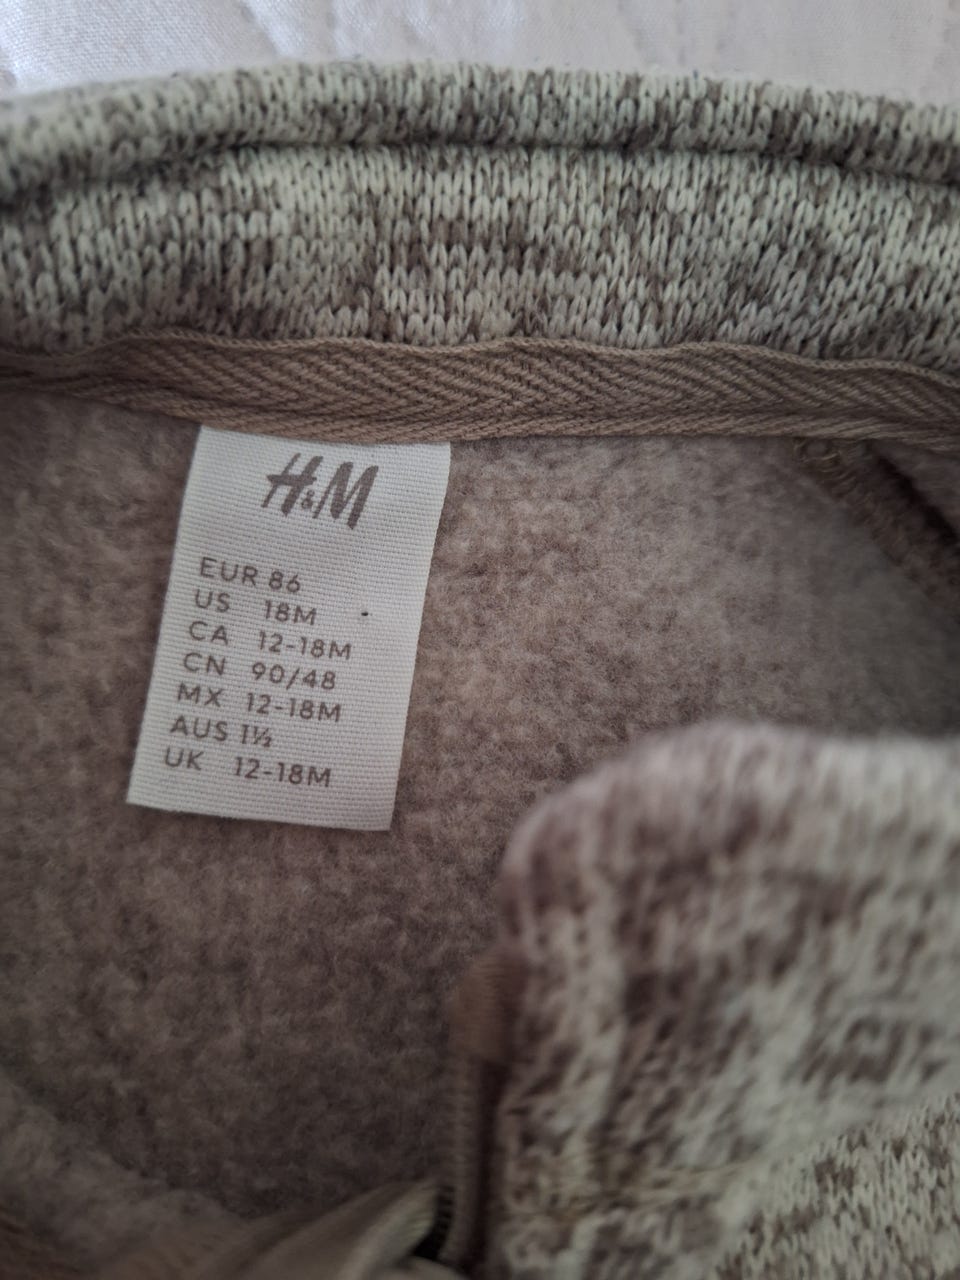 H&M
EUR 86
US 18M
CA 12-18M
CN 90/48
MX 12-18M
AUS 1½
UK 12-18M